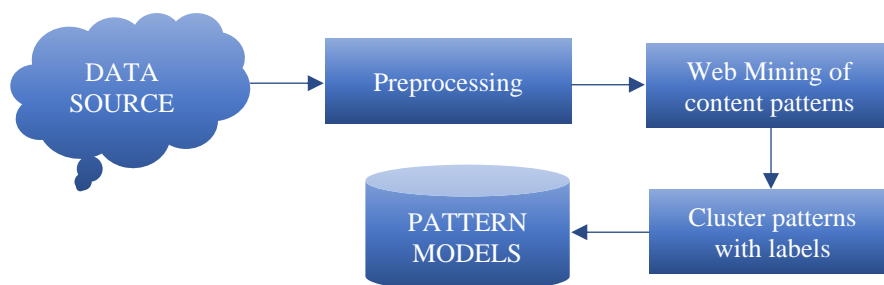 DATA
SOURCE
Preprocessing
Web Mining of
content patterns
Cluster patterns
with labels
PATTERN
MODELS